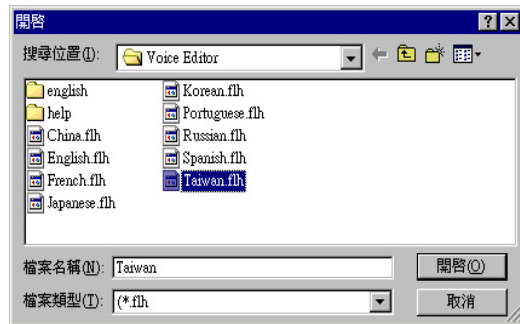 開啓
搜尋位置(I): Voice Editor
english
help
China.flh
English.flh
French.flh
Japanese.flh
Korean.flh
Portuguese.flh
Russian.flh
Spanish.flh
Taiwan.flh
檔案名稱(N): Taiwan 開啓(O)
檔案類型(T): (*.flh 取消